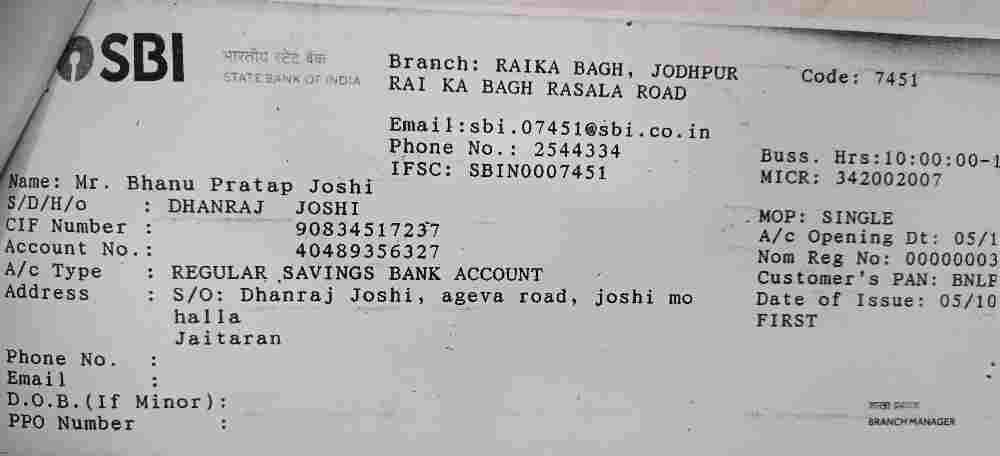 SBI
भारतीय स्टेट बैंक
STATE BANK OF INDIA
Branch: RAIKA BAGH, JODHPUR
RAI KA BAGH RASALA ROAD
Code: 7451
Email:sbi.07451@sbi.co.in
Phone No.: 2544334
IFSC: SBIN0007451
Buss. Hrs:10:00:00-1
MICR: 342002007
Name: Mr. Bhanu Pratap Joshi
S/D/H/o : DHANRAJ JOSHI
CIF Number : 90834517237
Account No.: 40489356327
A/c Type : REGULAR SAVINGS BANK ACCOUNT
Address : S/O: Dhanraj Joshi, ageva road, joshi mo
halla
Jaitaran
Phone No. :
Email :
D.O.B.(If Minor):
PPO Number :
MOP: SINGLE
A/c Opening Dt: 05/1
Nom Reg No: 00000003
Customer's PAN: BNLP
Date of Issue: 05/10
FIRST
शाखा प्रबंधक
BRANCH MANAGER